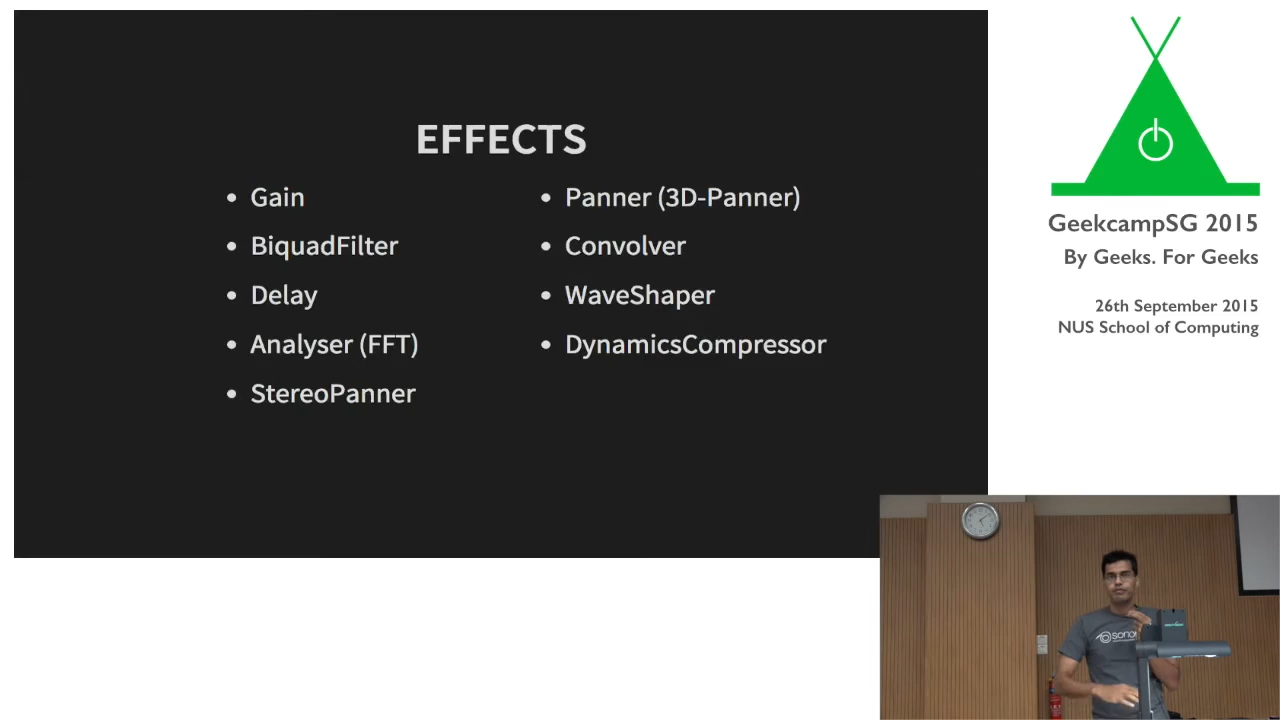 EFFECTS
• Gain
• BiquadFilter
• Delay
• Analyser (FFT)
• StereoPanner
• Panner (3D-Panner)
• Convolver
• WaveShaper
• DynamicsCompressor
GeekcampSG 2015
By Geeks. For Geeks
26th September 2015
NUS School of Computing